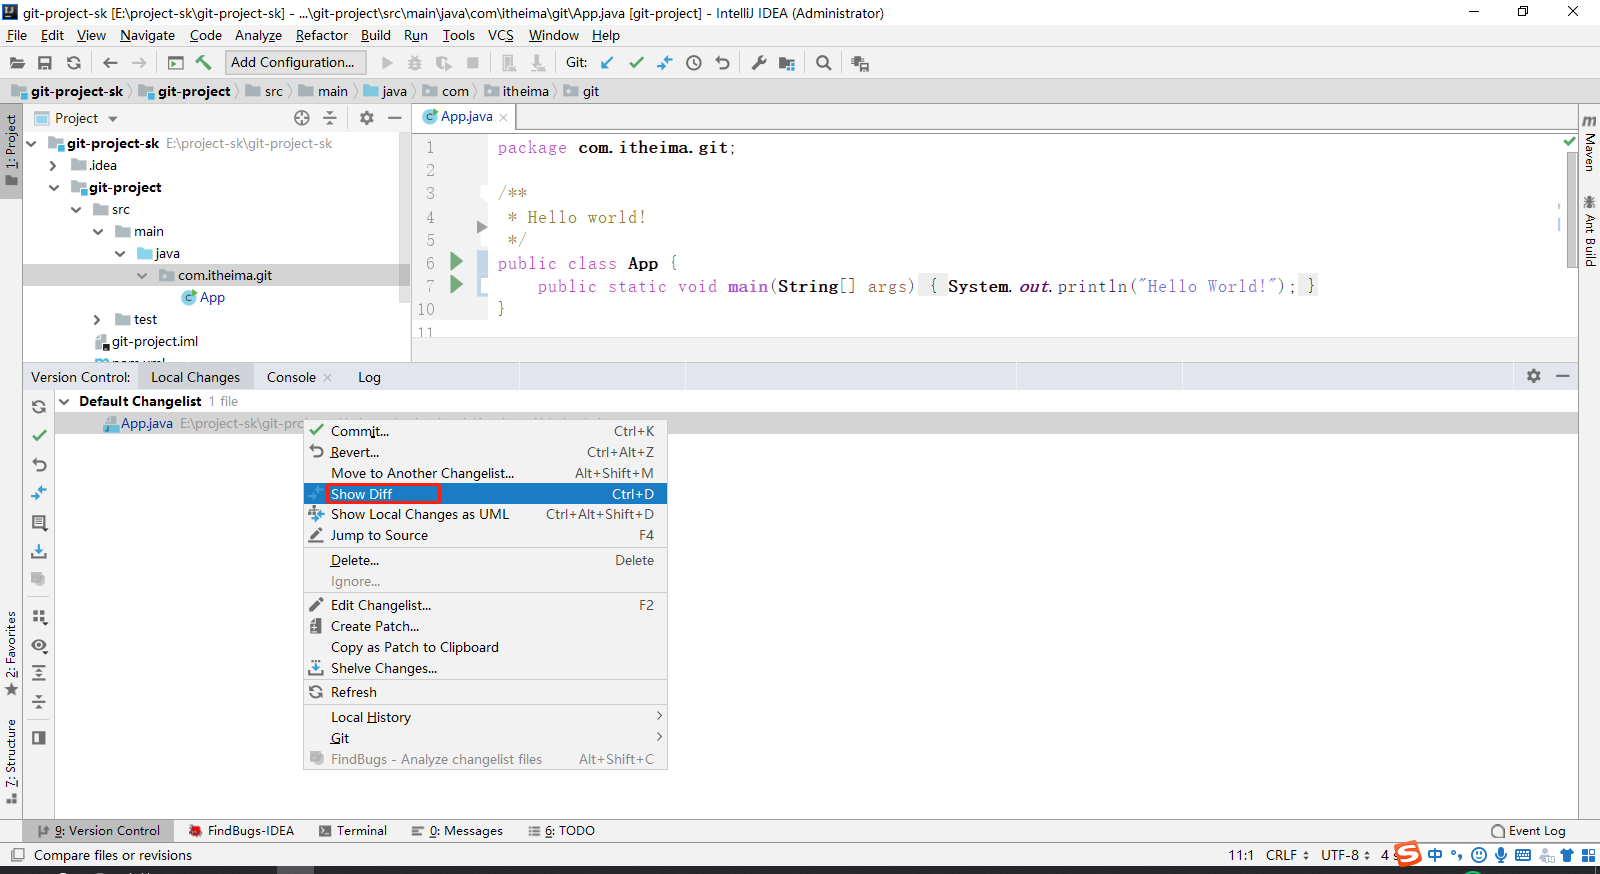 git-project-sk [E:\project-sk\git-project-sk] - ...\git-project\src\main\java\com\itheima\git\App.java [git-project] - IntelliJ IDEA (Administrator)
File Edit View Navigate Code Analyze Refactor Build Run Tools VCS Window Help
Add Configuration... Git:
git-project-sk git-project src main java com itheima git
1: Project
Project
git-project-sk E:\project-sk\git-project-sk
.idea
git-project
src
main
java
com.itheima.git
App
test
git-project.iml
App.java
1 package com.itheima.git;
2
3 /**
4 * Hello world!
5 */
6 public class App {
7 public static void main(String[] args) { System.out.println("Hello World!"); }
10 }
11
Maven
Ant Build
Version Control: Local Changes Console Log
Default Changelist 1 file
App.java E:\project-sk\git-pro
Commit... Ctrl+K
Revert... Ctrl+Alt+Z
Move to Another Changelist... Alt+Shift+M
Show Diff Ctrl+D
Show Local Changes as UML Ctrl+Alt+Shift+D
Jump to Source F4
Delete... Delete
Ignore...
Edit Changelist... F2
Create Patch...
Copy as Patch to Clipboard
Shelve Changes...
Refresh
Local History
Git
FindBugs - Analyze changelist files Alt+Shift+C
2: Favorites
7: Structure
9: Version Control FindBugs-IDEA Terminal 0: Messages 6: TODO Event Log
Compare files or revisions 11:1 CRLF UTF-8 4 s 中